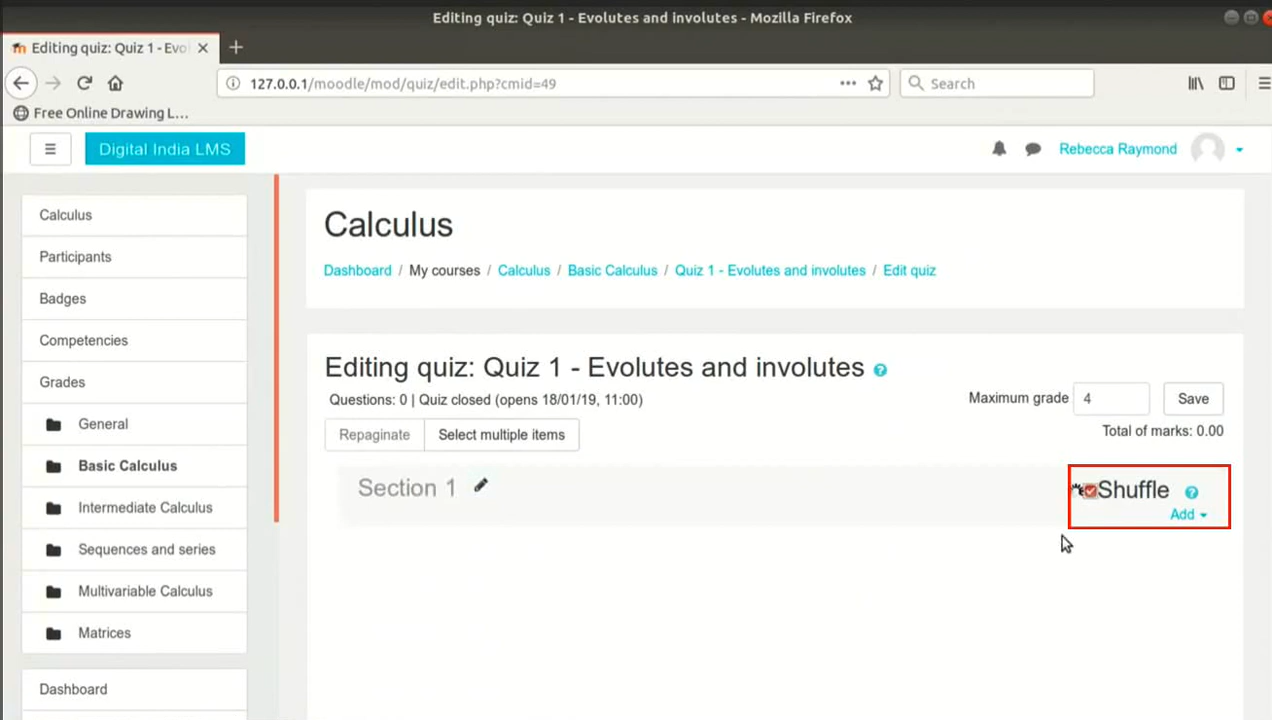 Editing quiz: Quiz 1 - Evolutes and involutes - Mozilla Firefox
Editing quiz: Quiz 1 - Evo
127.0.0.1/moodle/mod/quiz/edit.php?cmid=49
Search
Free Online Drawing L...
Digital India LMS
Rebecca Raymond
Calculus
Participants
Badges
Competencies
Grades
General
Basic Calculus
Intermediate Calculus
Sequences and series
Multivariable Calculus
Matrices
Dashboard
Calculus
Dashboard / My courses / Calculus / Basic Calculus / Quiz 1 - Evolutes and involutes / Edit quiz
Editing quiz: Quiz 1 - Evolutes and involutes
Questions: 0 | Quiz closed (opens 18/01/19, 11:00)
Maximum grade 4 Save
Total of marks: 0.00
Repaginate Select multiple items
Section 1
Shuffle
Add